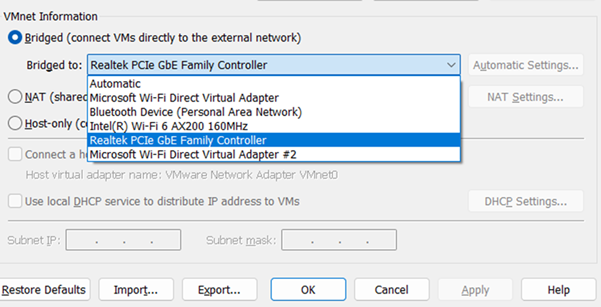 VMnet Information
Bridged (connect VMs directly to the external network)
Bridged to: Realtek PCIe GbE Family Controller Automatic Settings...
Automatic
Microsoft Wi-Fi Direct Virtual Adapter
NAT (shared NAT Settings...
Bluetooth Device (Personal Area Network)
Intel(R) Wi-Fi 6 AX200 160MHz
Host-only (c
Realtek PCIe GbE Family Controller
Microsoft Wi-Fi Direct Virtual Adapter #2
Connect a h
Host virtual adapter name: VMware Network Adapter VMnet0
Use local DHCP service to distribute IP address to VMs DHCP Settings...
Subnet IP: . . . Subnet mask: . . .
Restore Defaults Import... Export... OK Cancel Apply Help